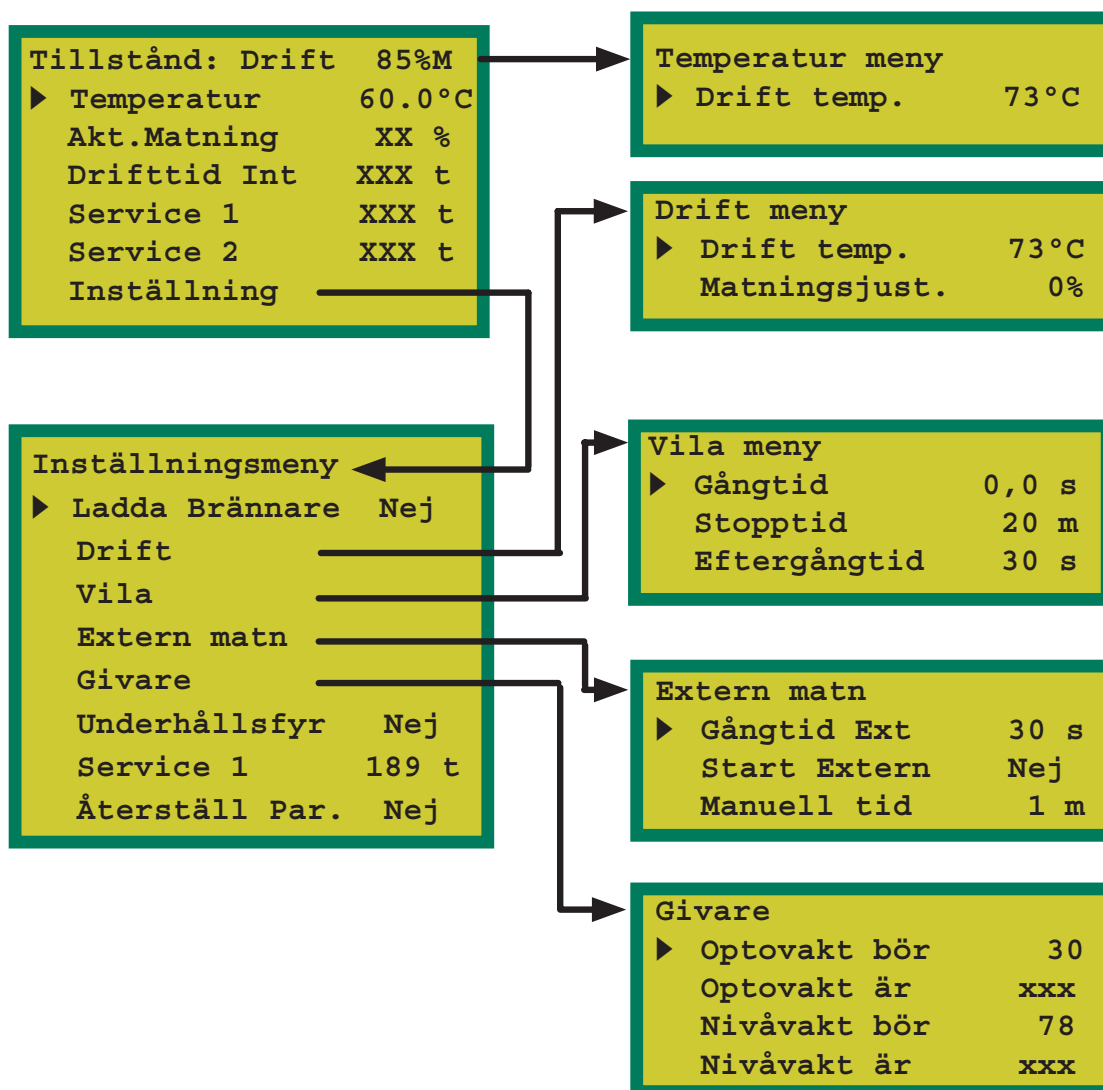 Tillstånd: Drift 85%M
Temperatur 60.0°C
Akt.Matning XX %
Drifttid Int XXX t
Service 1 XXX t
Service 2 XXX t
Inställning
Temperatur meny
Drift temp. 73°C
Drift meny
Drift temp. 73°C
Matningsjust. 0%
Inställningsmeny
Ladda Brännare Nej
Drift
Vila
Extern matn
Givare
Underhållsfyr Nej
Service 1 189 t
Återställ Par. Nej
Vila meny
Gångtid 0,0 s
Stopptid 20 m
Eftergångtid 30 s
Extern matn
Gångtid Ext 30 s
Start Extern Nej
Manuell tid 1 m
Givare
Optovakt bör 30
Optovakt är xxx
Nivåvakt bör 78
Nivåvakt är xxx